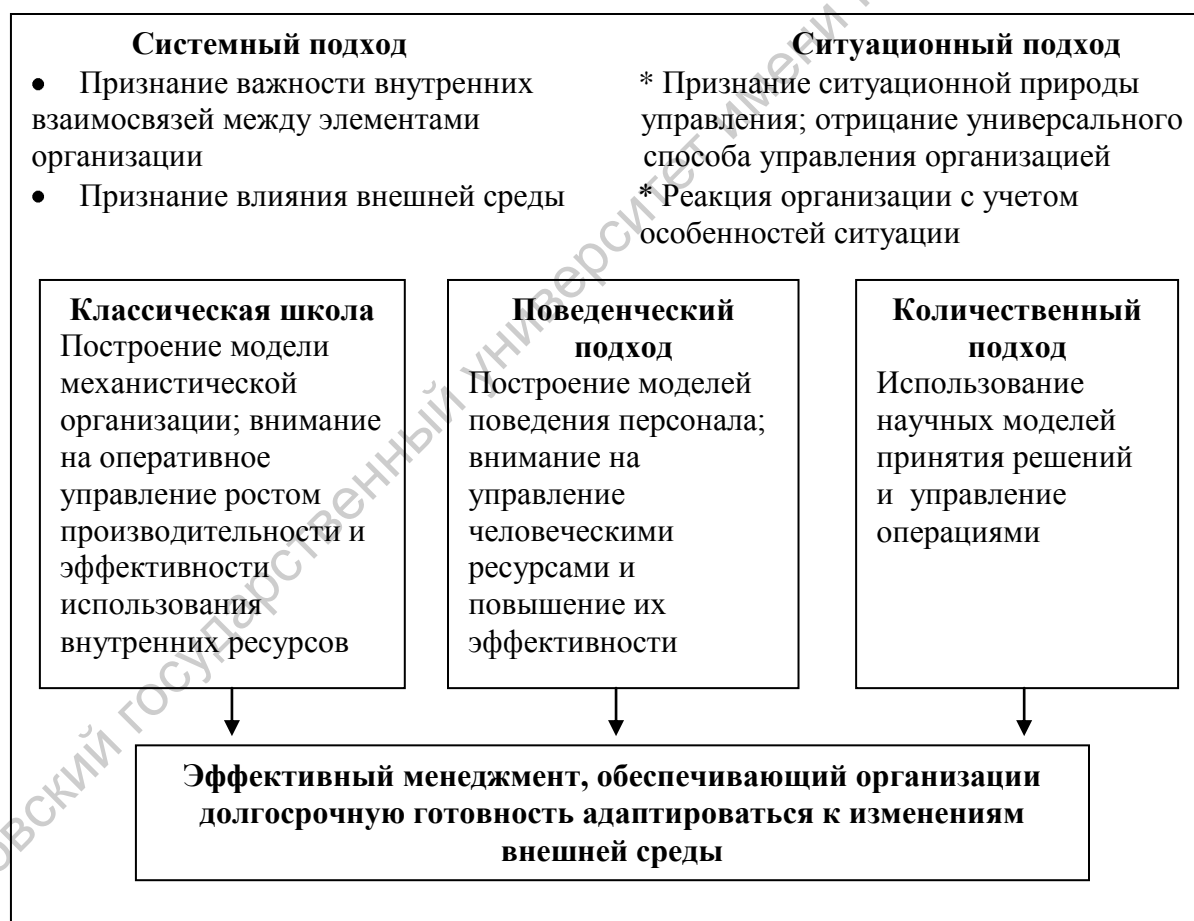 Системный подход
• Признание важности внутренних
взаимосвязей между элементами
организации
• Признание влияния внешней среды
Ситуационный подход
* Признание ситуационной природы
управления; отрицание универсального
способа управления организацией
* Реакция организации с учетом
особенностей ситуации
Классическая школа
Построение модели
механистической
организации; внимание
на оперативное
управление ростом
производительности и
эффективности
использования
внутренних ресурсов
Поведенческий
подход
Построение моделей
поведения персонала;
внимание на
управление
человеческими
ресурсами и
повышение их
эффективности
Количественный
подход
Использование
научных моделей
принятия решений
и управление
операциями
Эффективный менеджмент, обеспечивающий организации
долгосрочную готовность адаптироваться к изменениям
внешней среды
государственный университет имени